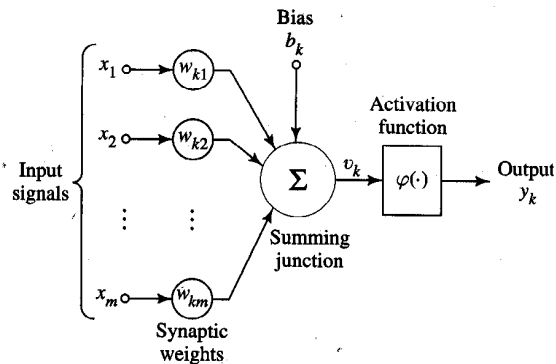 Bias
b_k
x_1
w_k1
Activation
function
x_2
w_k2
Input
signals
Σ
v_k
φ(·)
Output
y_k
⋮
⋮
Summing
junction
x_m
w_km
Synaptic
weights